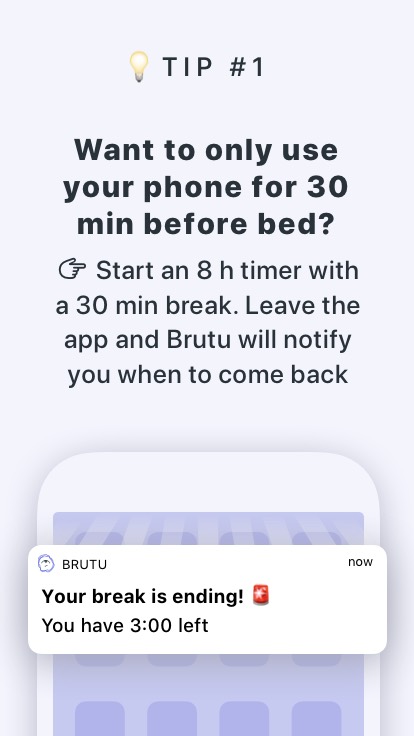 💡 TIP #1
Want to only use
your phone for 30
min before bed?
👉 Start an 8 h timer with
a 30 min break. Leave the
app and Brutu will notify
you when to come back
BRUTU
now
Your break is ending! 🚨
You have 3:00 left